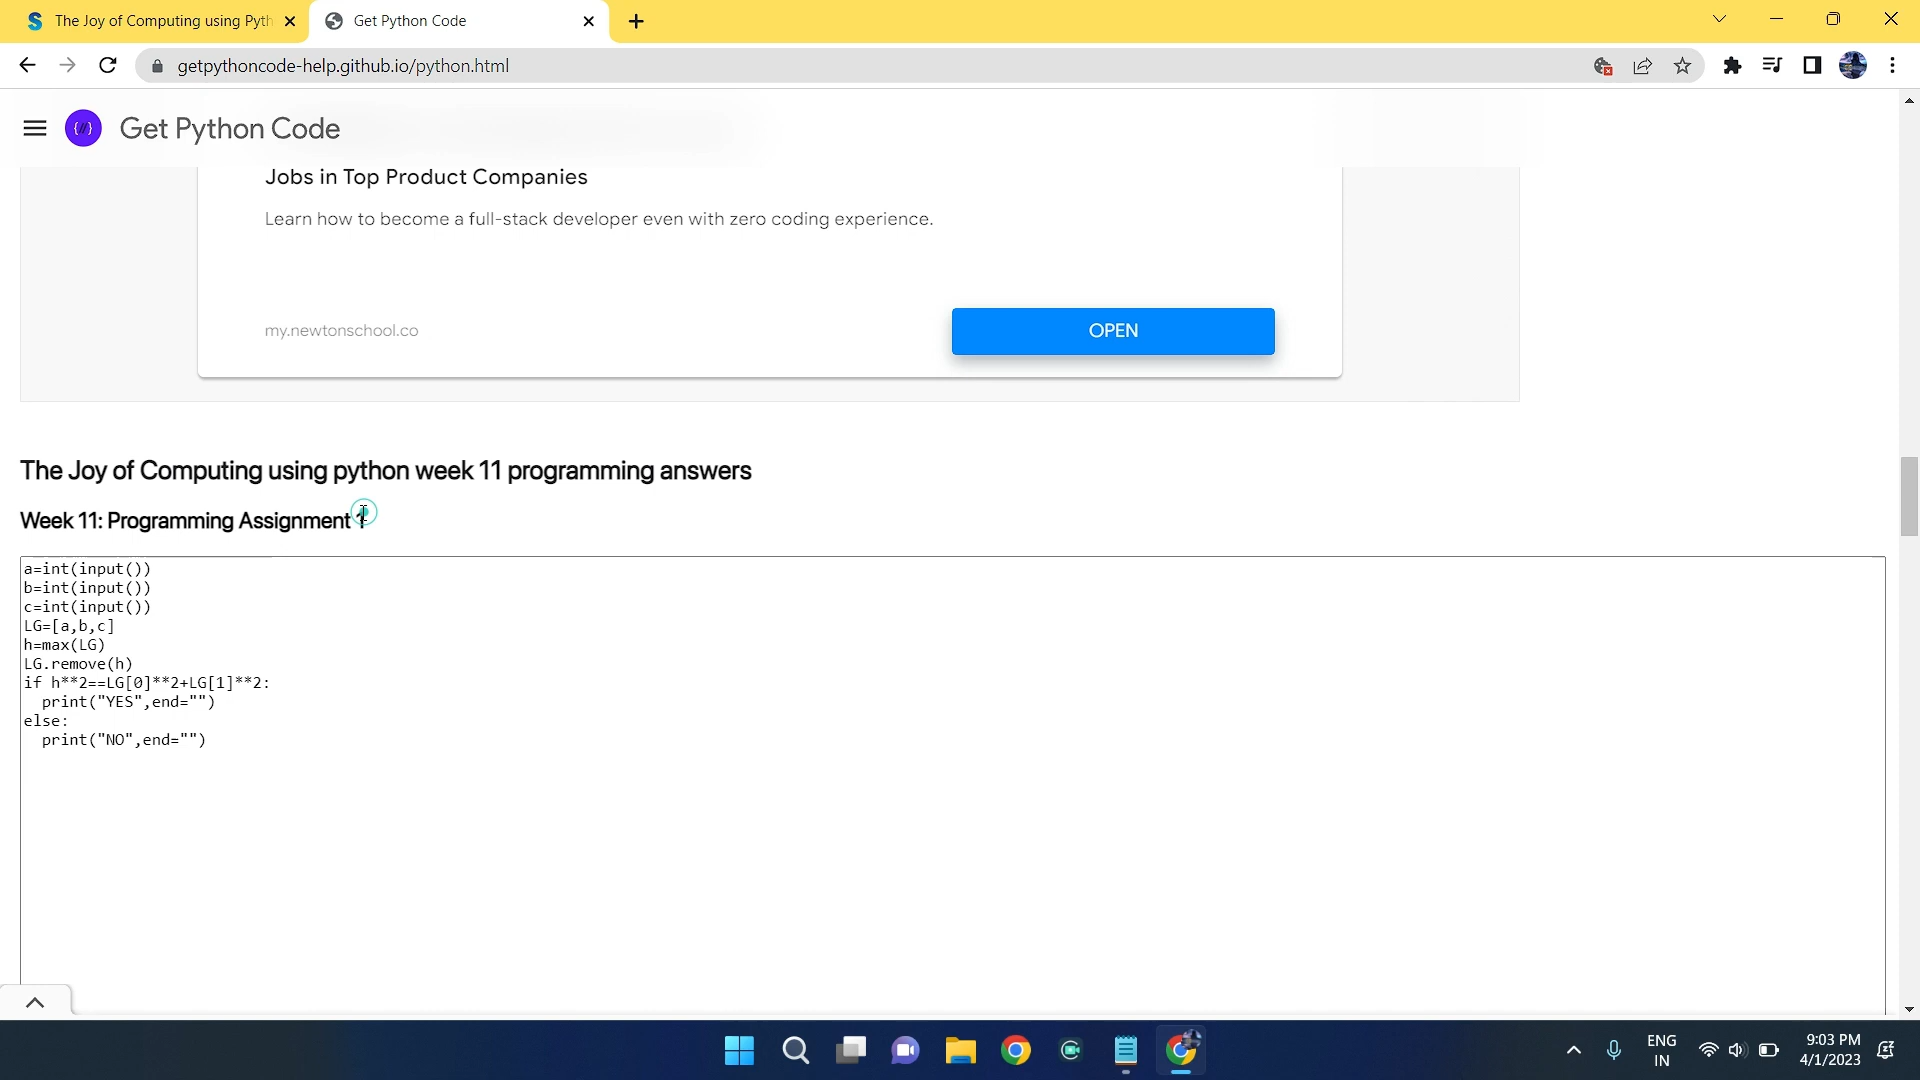 The Joy of Computing using Pyth
Get Python Code
getpythoncode-help.github.io/python.html
{//} Get Python Code
Jobs in Top Product Companies
Learn how to become a full-stack developer even with zero coding experience.
my.newtonschool.co
OPEN
The Joy of Computing using python week 11 programming answers
Week 11: Programming Assignment 1
a=int(input())
b=int(input())
c=int(input())
LG=[a,b,c]
h=max(LG)
LG.remove(h)
if h**2==LG[0]**2+LG[1]**2:
  print("YES",end="")
else:
  print("NO",end="")
ENG
IN
9:03 PM
4/1/2023